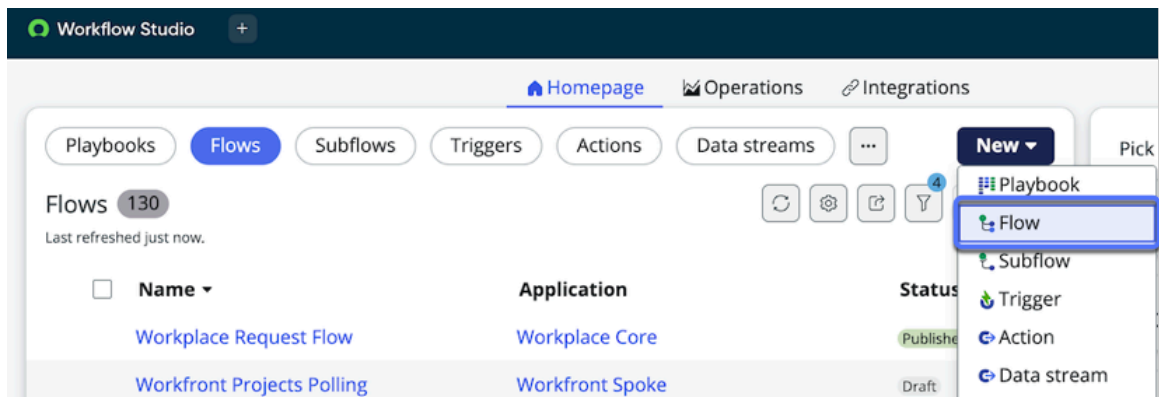 Workflow Studio +
Homepage Operations Integrations
Playbooks Flows Subflows Triggers Actions Data streams ... New Pick
Playbook
Flows 130 4
Flow
Last refreshed just now.
Subflow
Name Application Status
Trigger
Workplace Request Flow Workplace Core Publishe
Action
Workfront Projects Polling Workfront Spoke Draft
Data stream